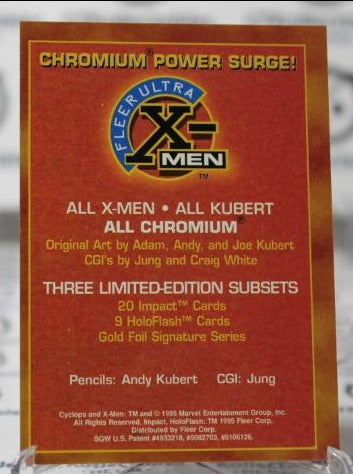 CHROMIUM® POWER SURGE!
FLEER ULTRA
X-
MEN
TM
ALL X-MEN • ALL KUBERT
ALL CHROMIUM®
Original Art by Adam, Andy, and Joe Kubert
CGI's by Jung and Craig White
THREE LIMITED-EDITION SUBSETS
20 Impact™ Cards
9 HoloFlash™ Cards
Gold Foil Signature Series
Pencils: Andy Kubert CGI: Jung
Cyclops and X-Men: TM and © 1995 Marvel Entertainment Group, Inc.
All Rights Reserved. Impact, HoloFlash: TM 1995 Fleer Corp.
Distributed by Fleer Corp.
SGW U.S. Patent #4933218, #5082703, #5106126.